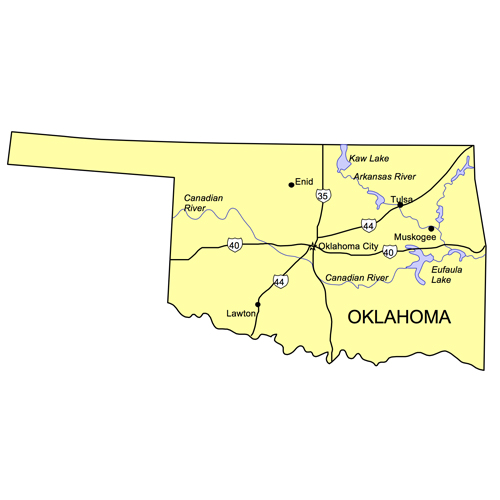 Kaw Lake
Arkansas River
Enid
35
Canadian
River
Tulsa
44
Muskogee
40
Oklahoma City
40
Eufaula
Lake
Canadian River
44
Lawton
OKLAHOMA